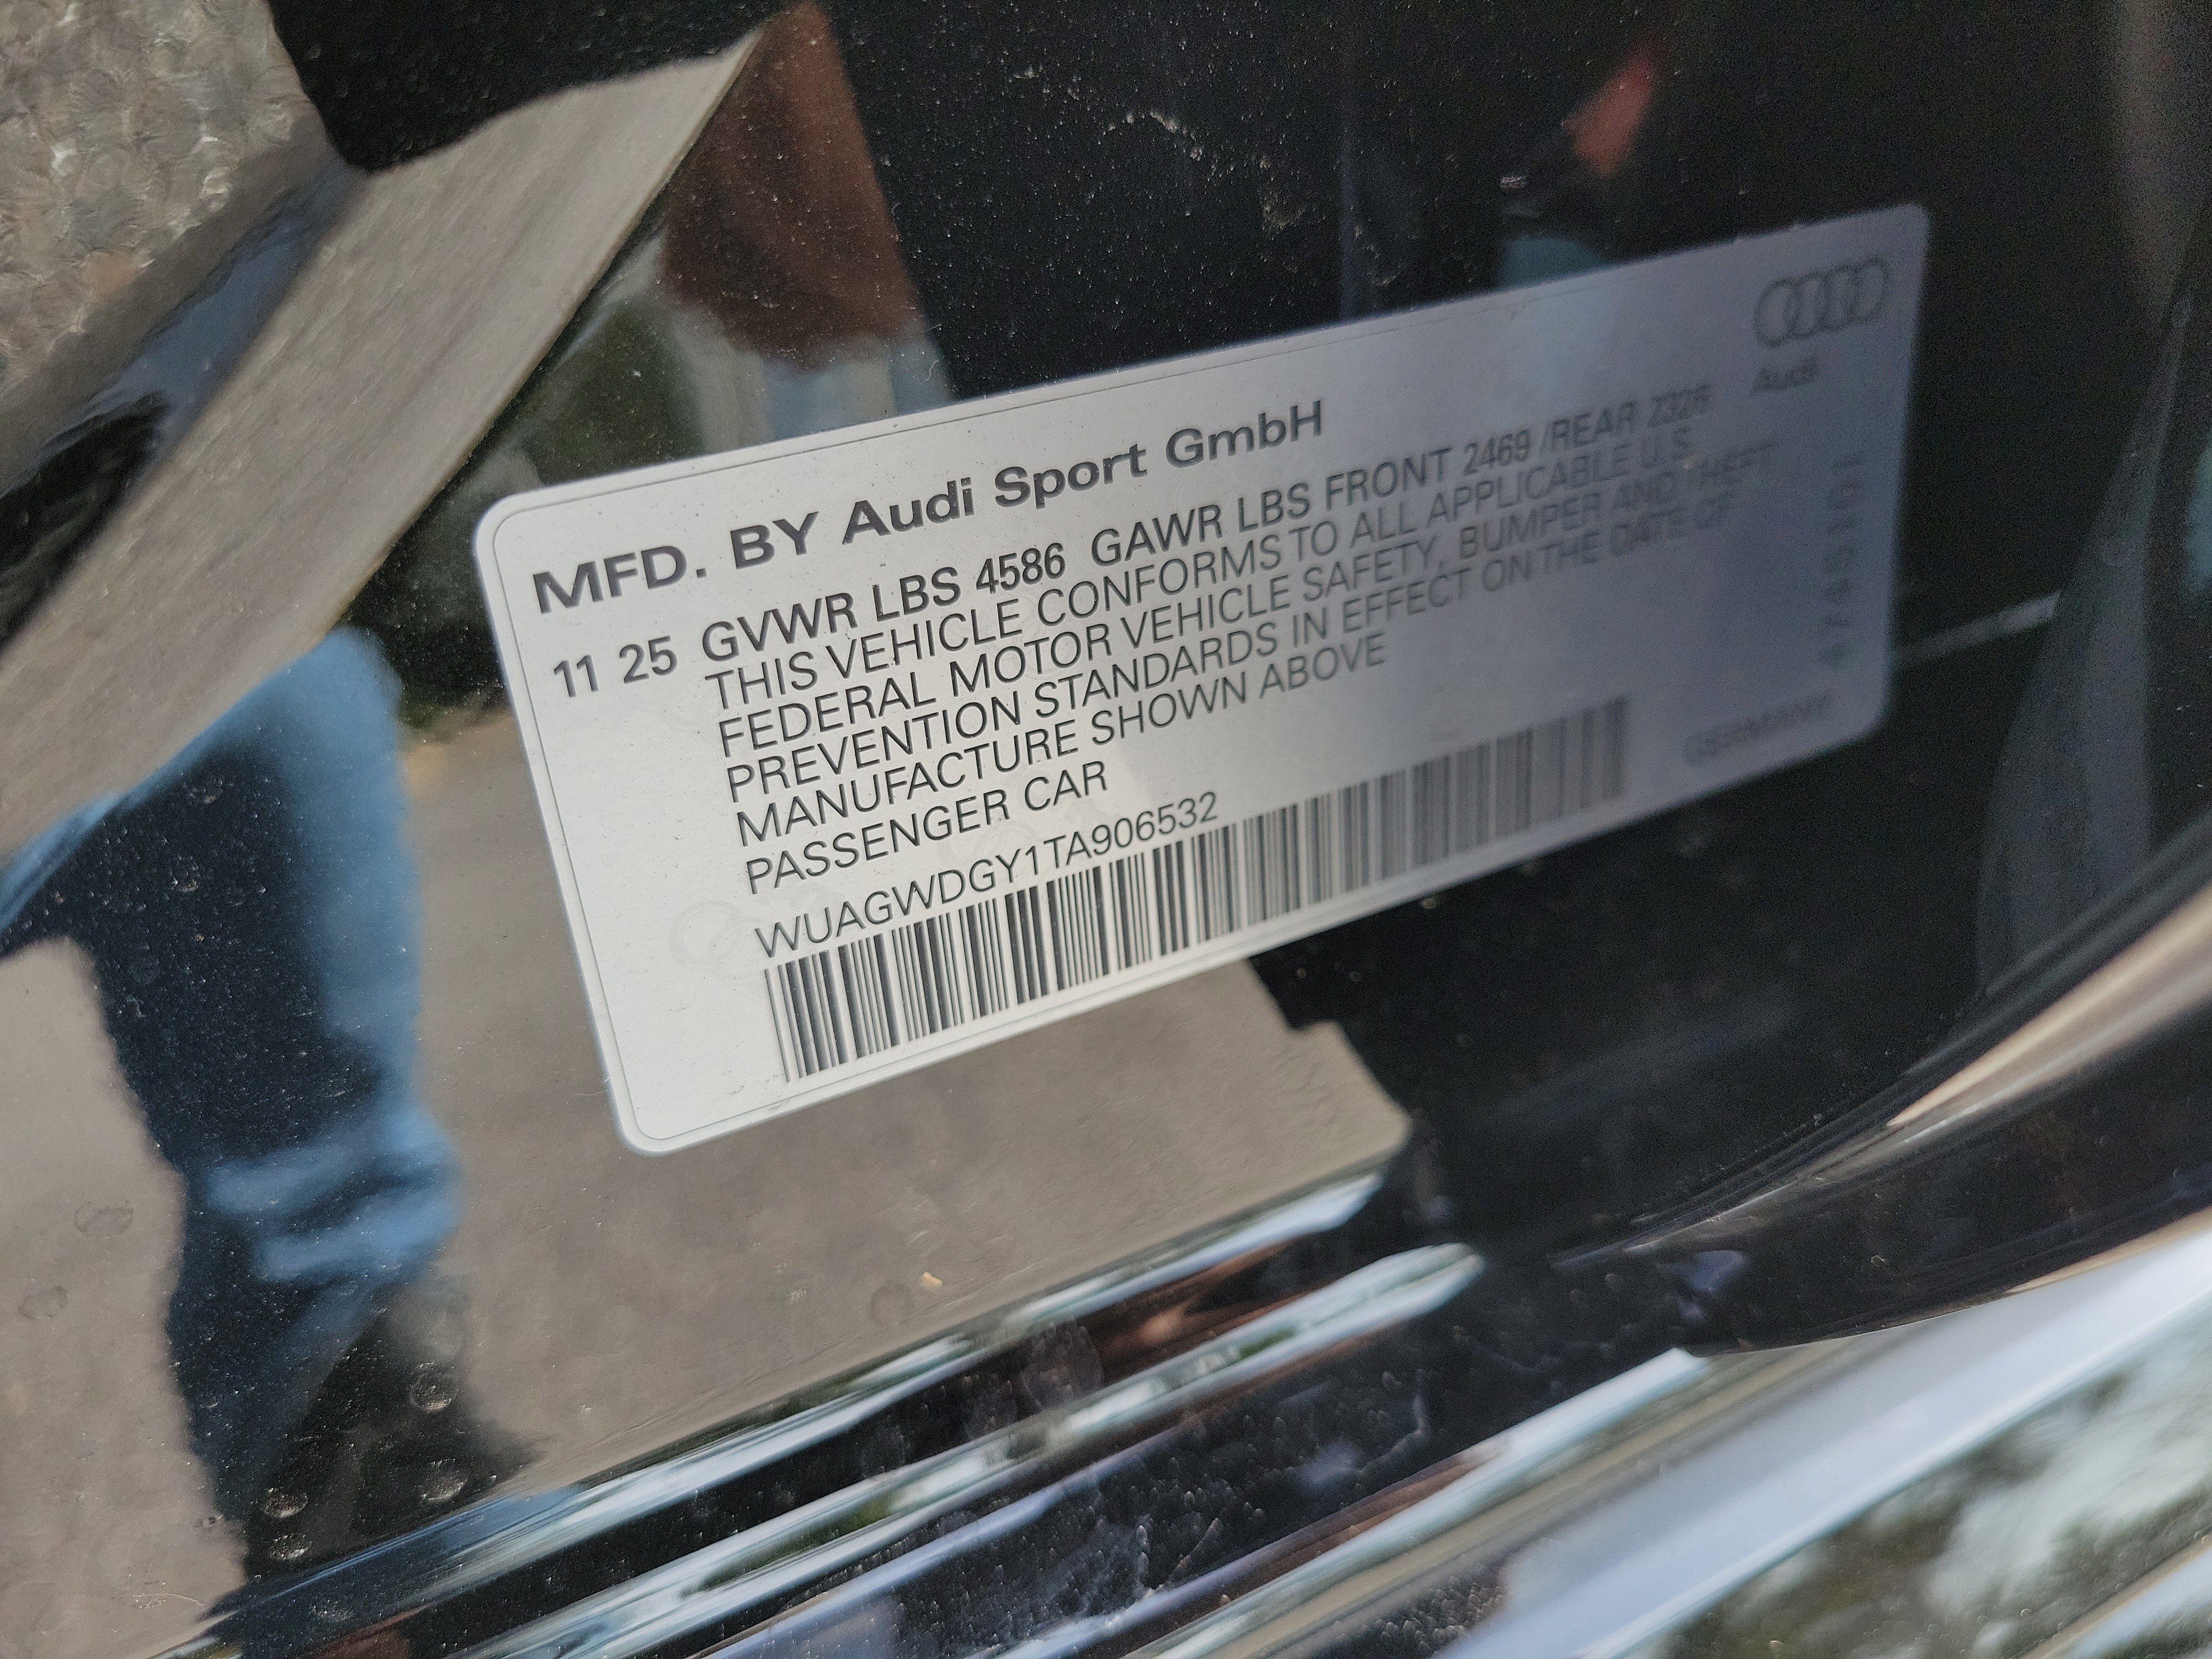 Audi
MFD. BY Audi Sport GmbH
11 25 GVWR LBS 4586 GAWR LBS FRONT 2469 /REAR 2326
THIS VEHICLE CONFORMS TO ALL APPLICABLE U.S.
FEDERAL MOTOR VEHICLE SAFETY, BUMPER AND THEFT
PREVENTION STANDARDS IN EFFECT ON THE DATE OF
MANUFACTURE SHOWN ABOVE
PASSENGER CAR
WUAGWDGY1TA906532
GERMANY